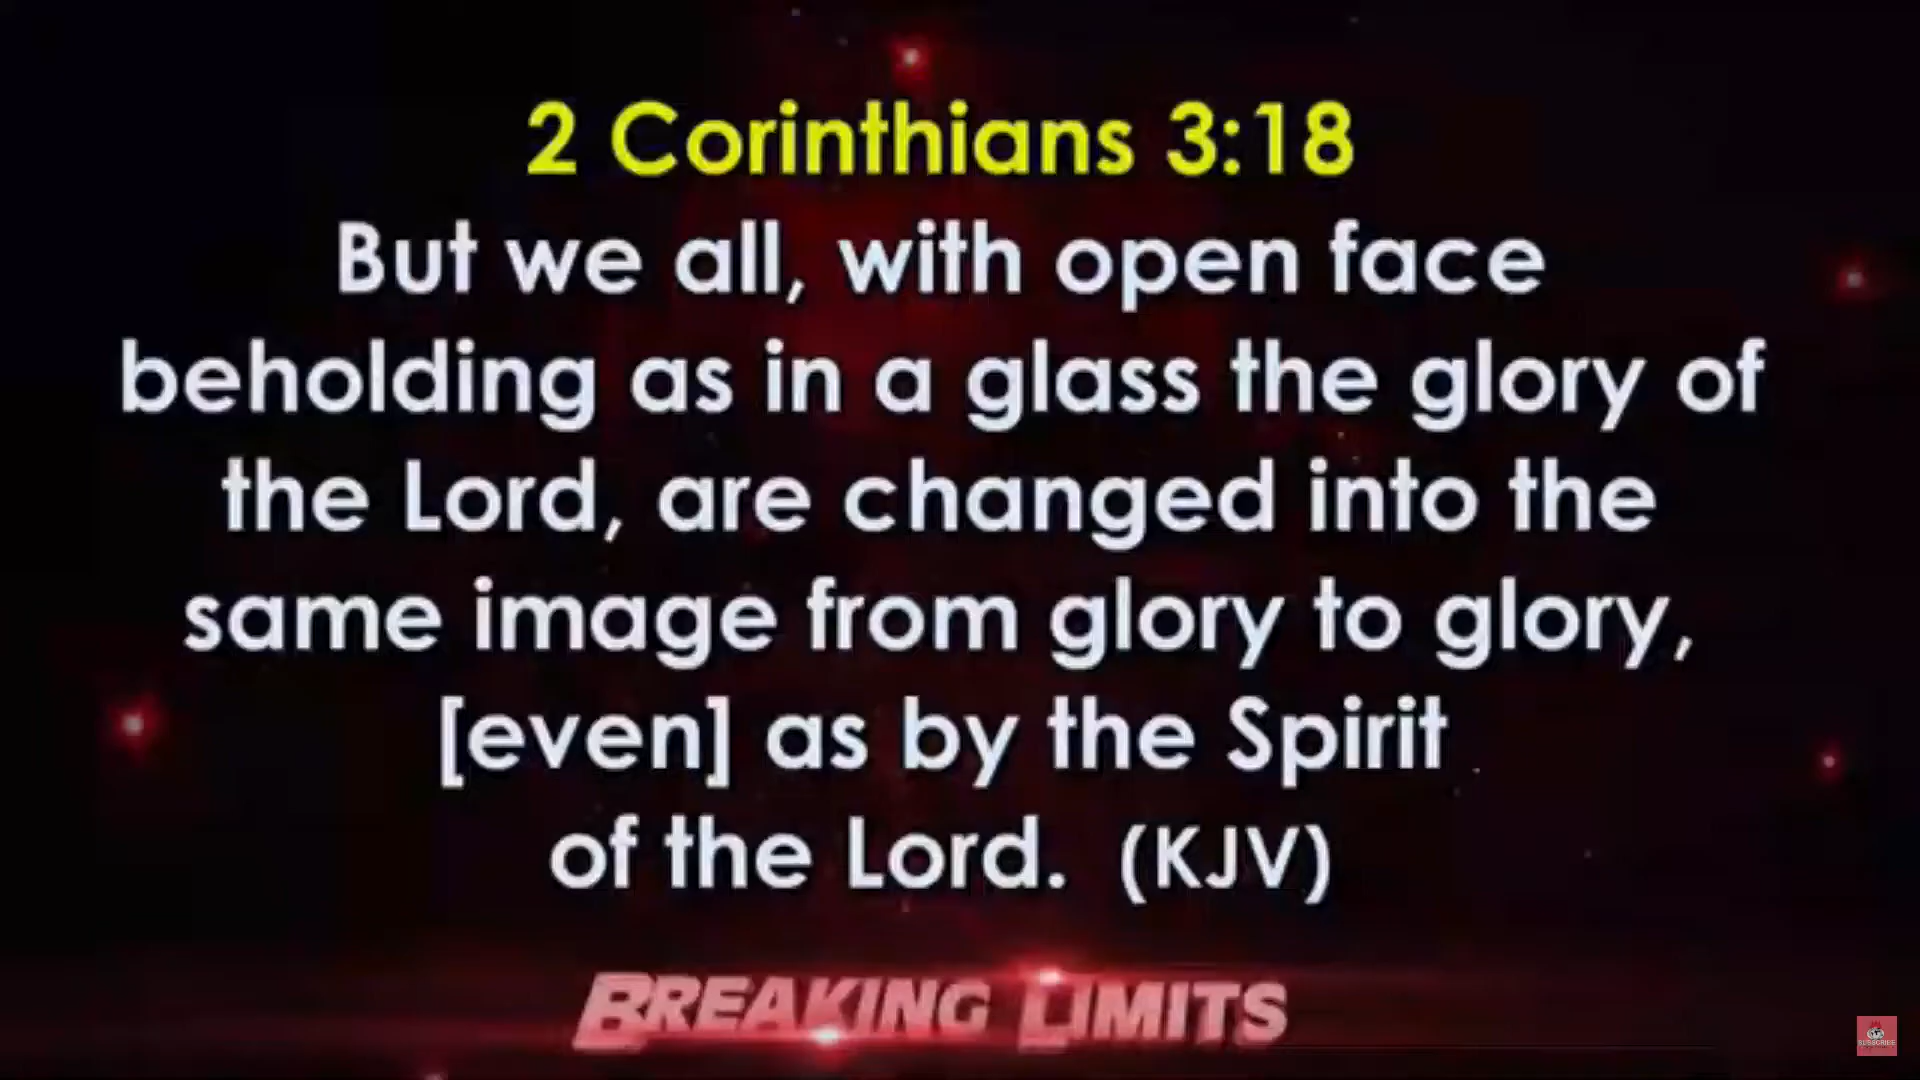 2 Corinthians 3:18
But we all, with open face
beholding as in a glass the glory of
the Lord, are changed into the
same image from glory to glory,
[even] as by the Spirit
of the Lord. (KJV)
BREAKING LIMITS
SUBSCRIBE